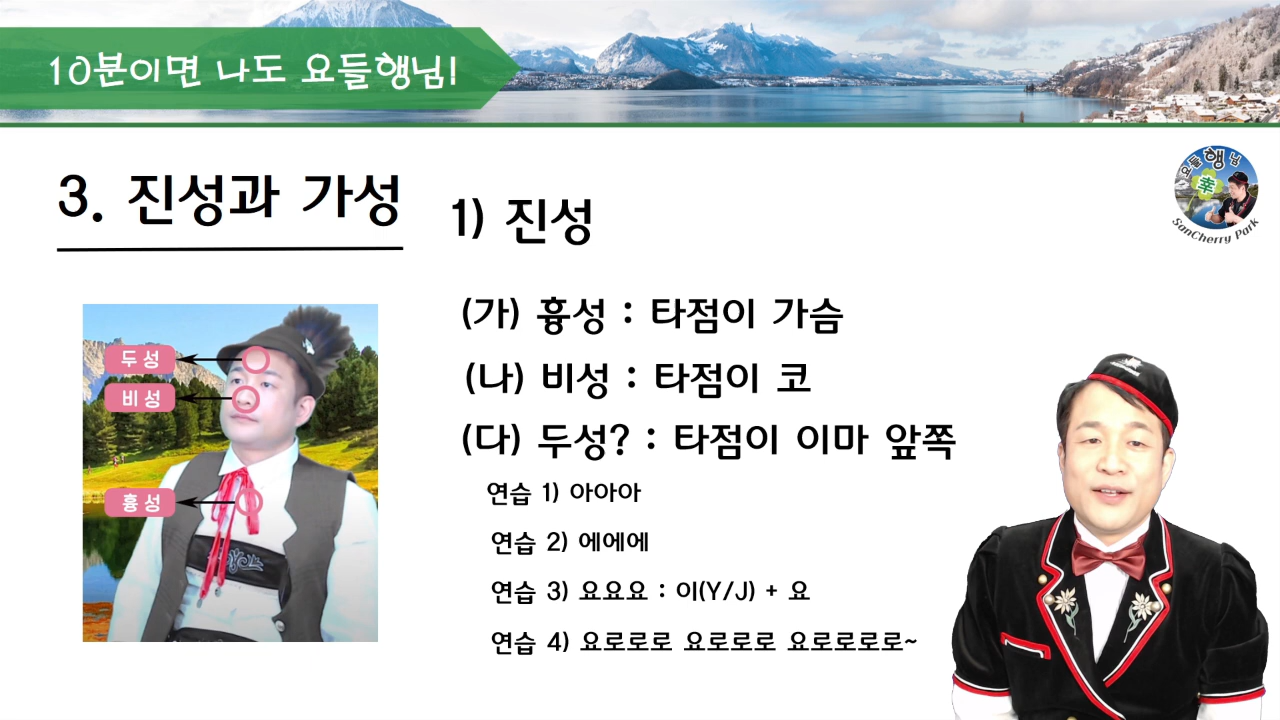 10분이면 나도 요들행님!
요들행님
幸
SanCherry Park
3. 진성과 가성
1) 진성
(가) 흉성 : 타점이 가슴
(나) 비성 : 타점이 코
(다) 두성? : 타점이 이마 앞쪽
연습 1) 아아아
연습 2) 에에에
연습 3) 요요요 : 이(Y/J) + 요
연습 4) 요로로로 요로로로 요로로로로~
두성
비성
흉성